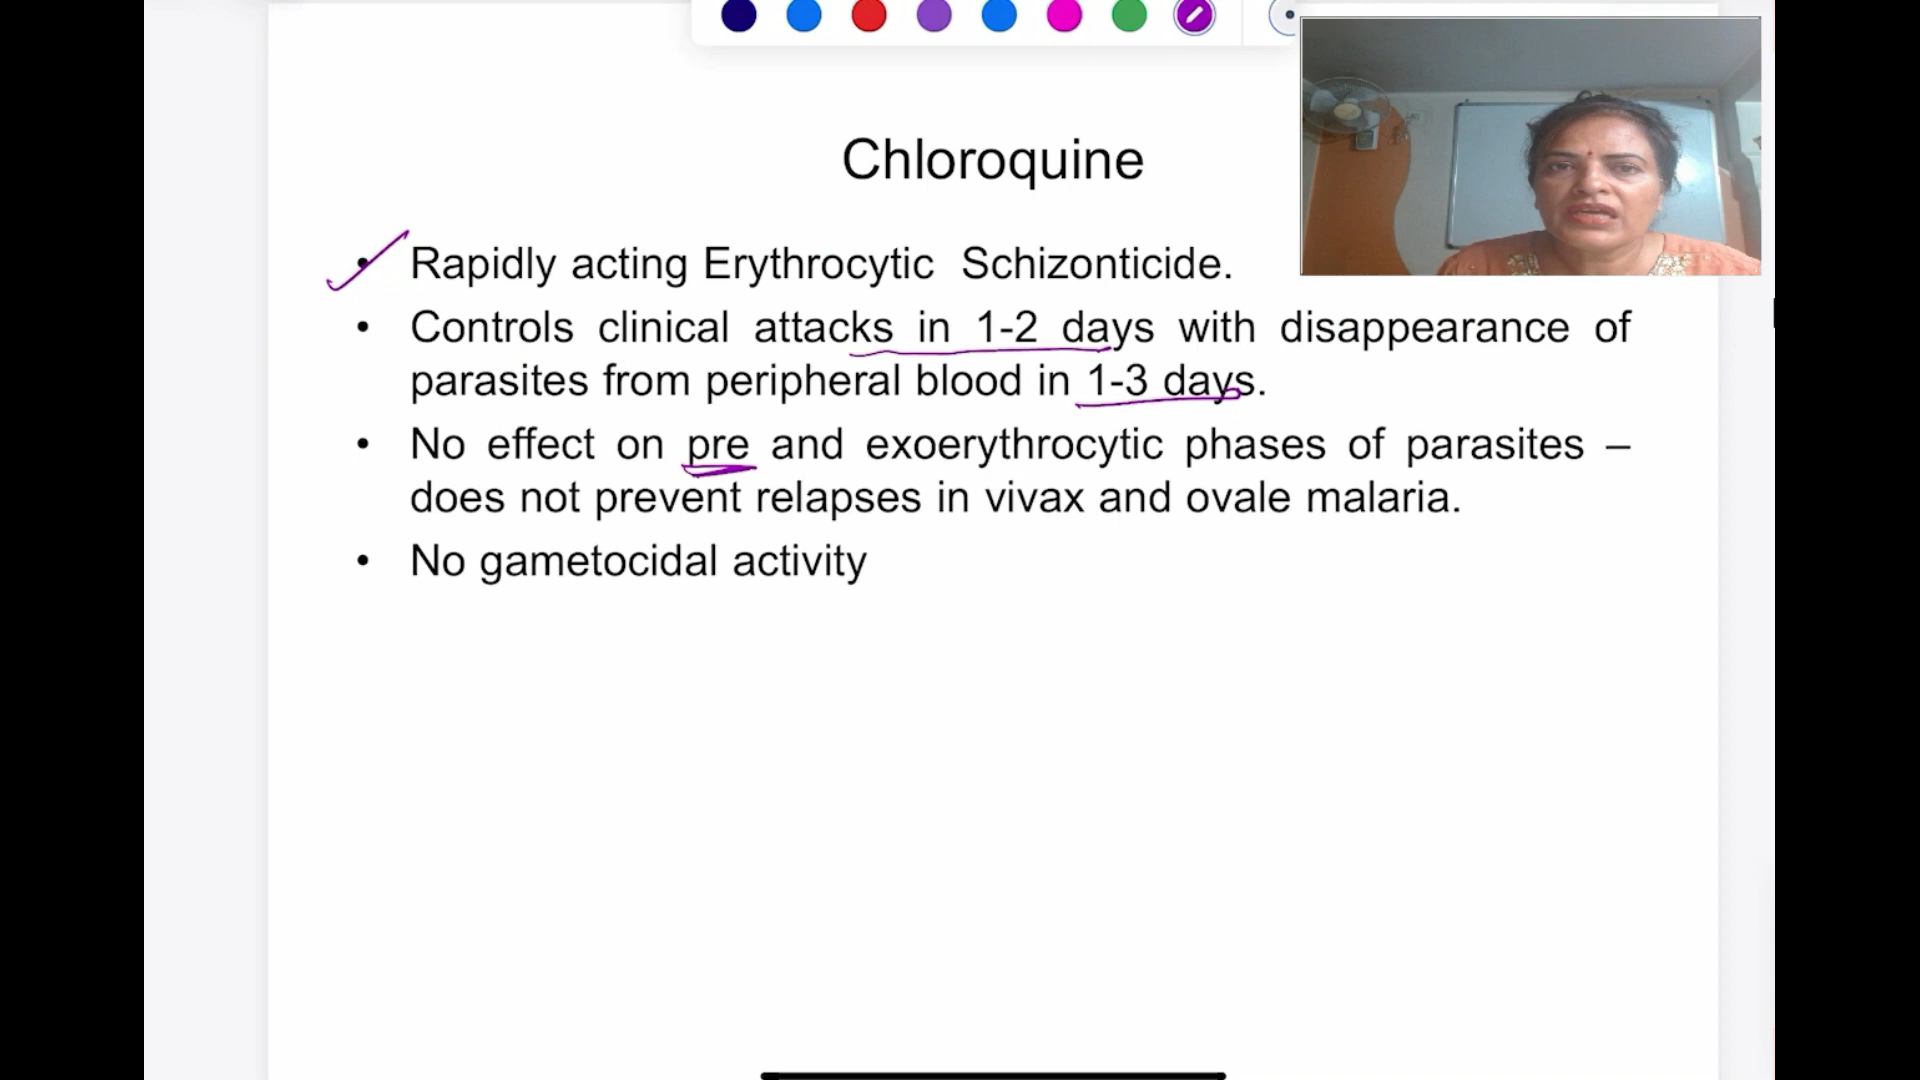 Chloroquine
• Rapidly acting Erythrocytic Schizonticide.
• Controls clinical attacks in 1-2 days with disappearance of
parasites from peripheral blood in 1-3 days.
• No effect on pre and exoerythrocytic phases of parasites –
does not prevent relapses in vivax and ovale malaria.
• No gametocidal activity